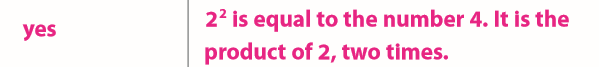 yes
2² is equal to the number 4. It is the
product of 2, two times.